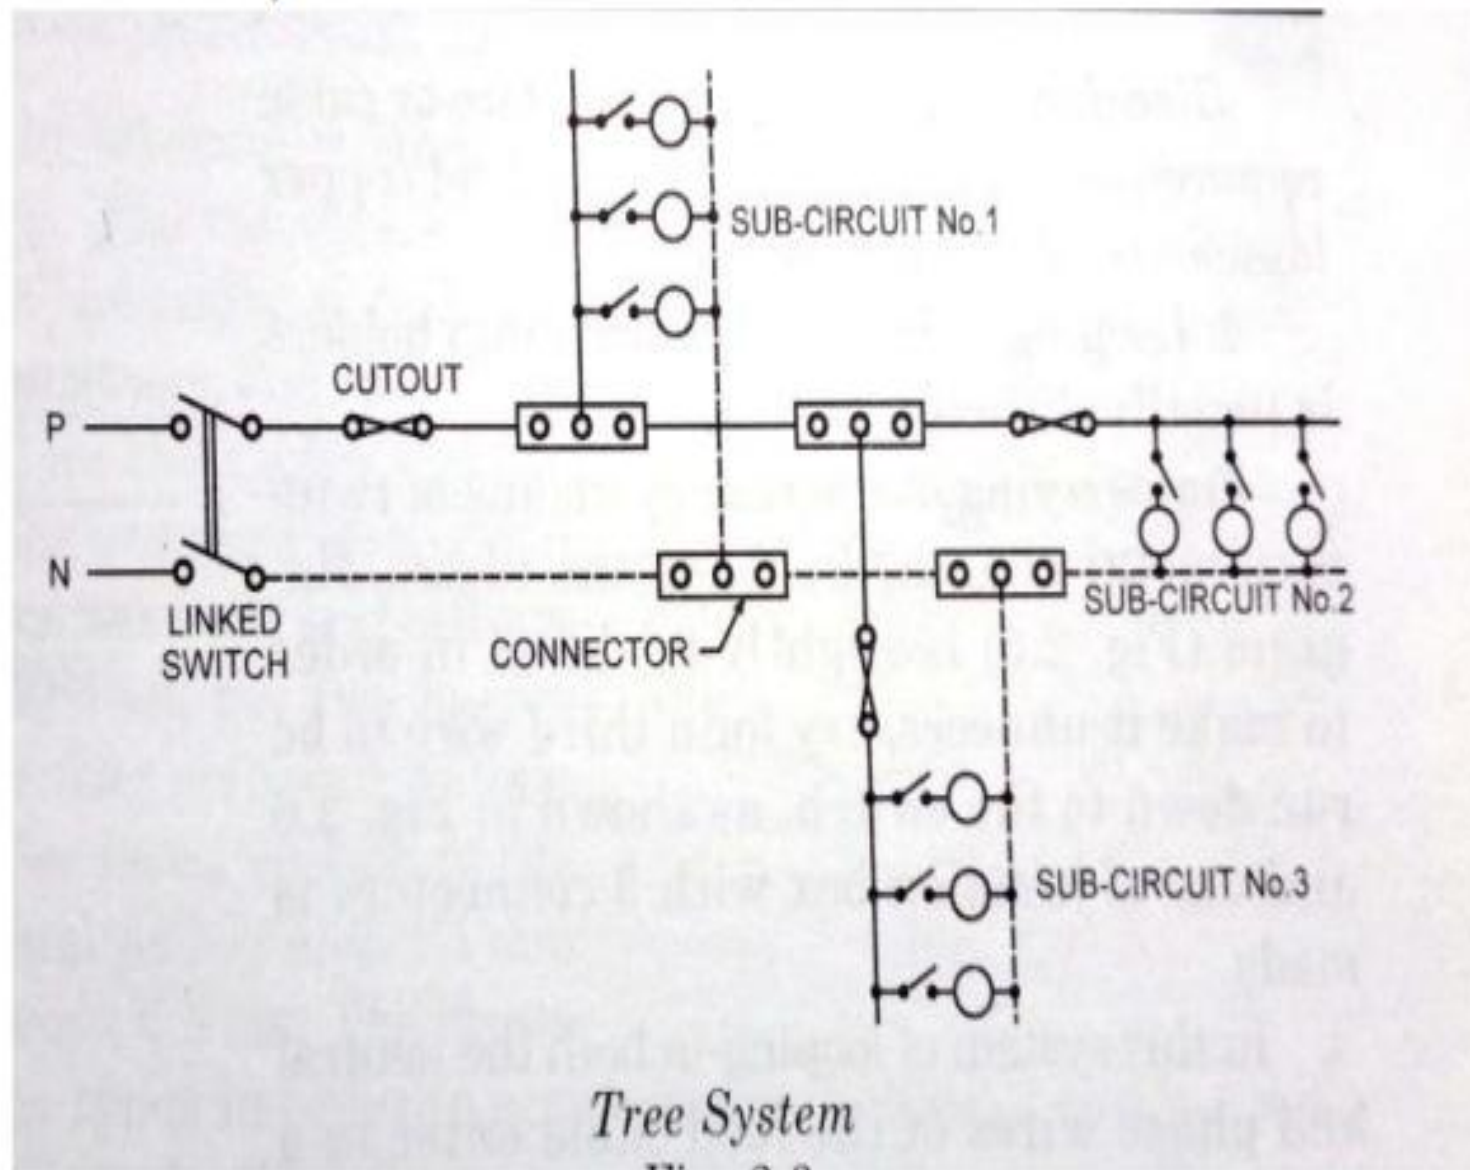 SUB-CIRCUIT No.1
CUTOUT
P
N
LINKED
SWITCH
CONNECTOR
SUB-CIRCUIT No.2
SUB-CIRCUIT No.3
Tree System